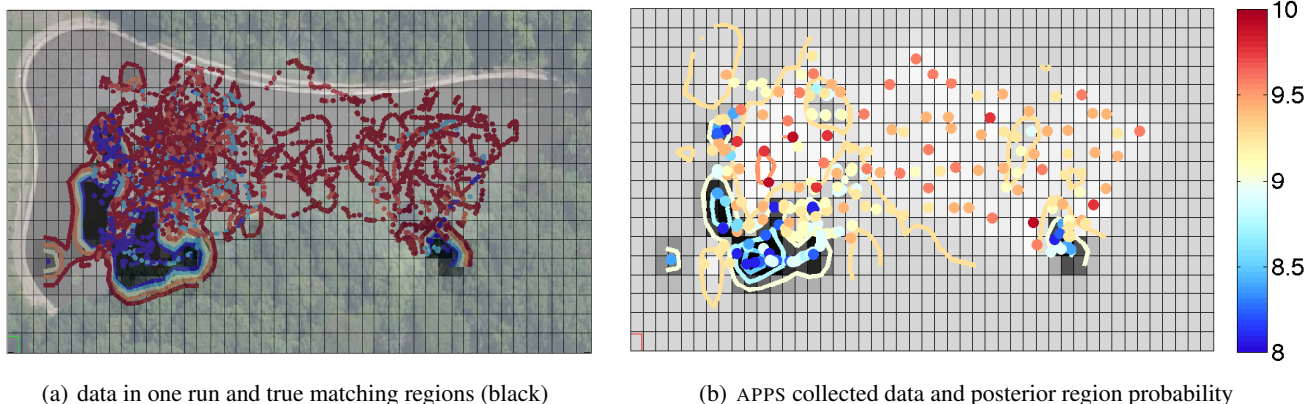 10
9.5
9
8.5
8
(a) data in one run and true matching regions (black)
(b) APPS collected data and posterior region probability